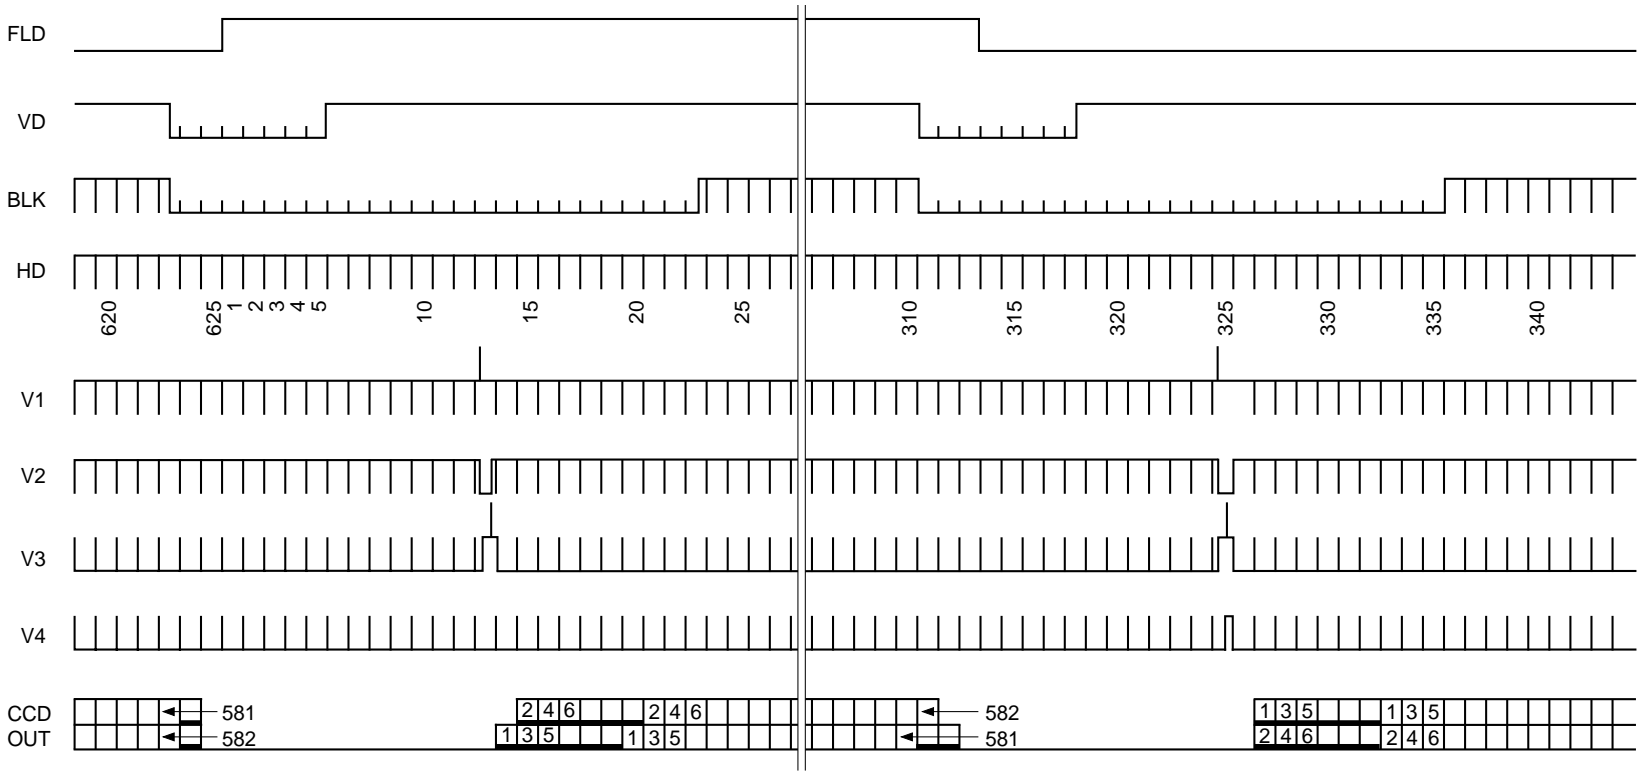 FLD
VD
BLK
HD
620 625 1 2 3 4 5 10 15 20 25 310 315 320 325 330 335 340
V1
V2
V3
V4
CCD OUT
581 2 4 6 2 4 6 582 1 3 5 1 3 5
582 1 3 5 1 3 5 581 2 4 6 2 4 6